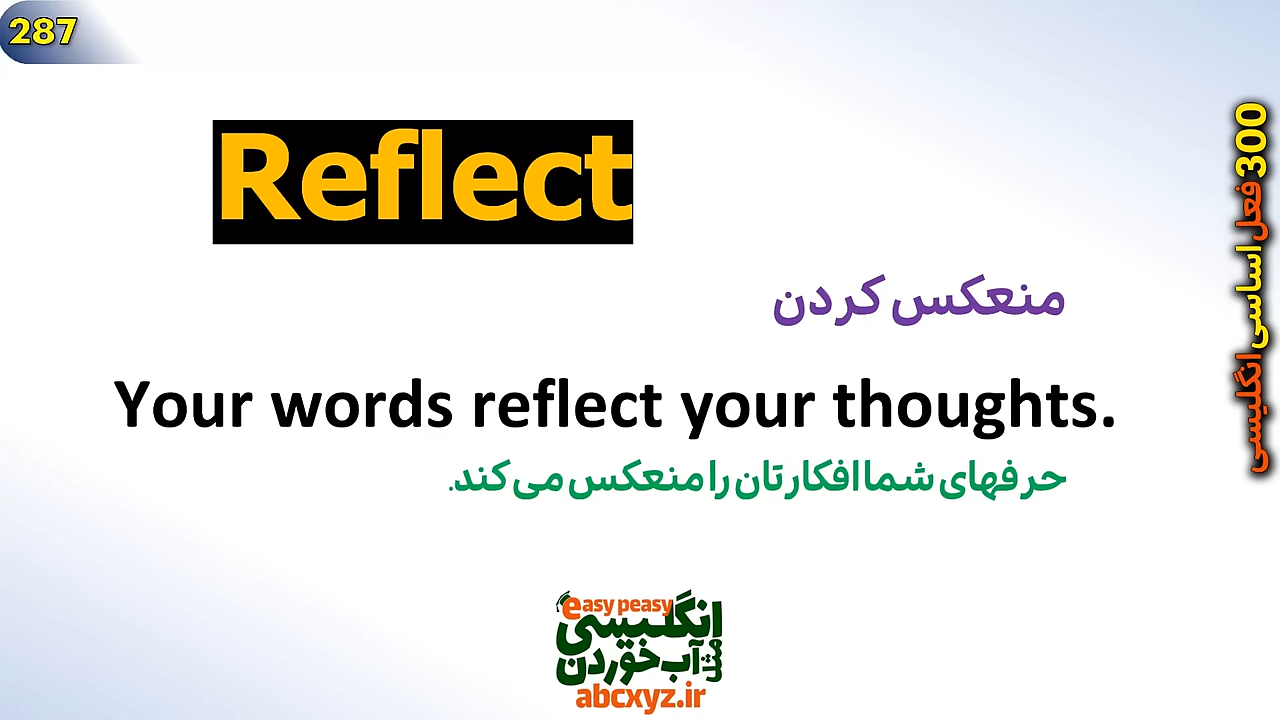 287
Reflect
منعکس کردن
Your words reflect your thoughts.
حرفهای شما افکارتان را منعکس می کند.
300 فعل اساسی انگلیسی
easy peasy
انگلیسی
مثل آب خوردن
abcxyz.ir